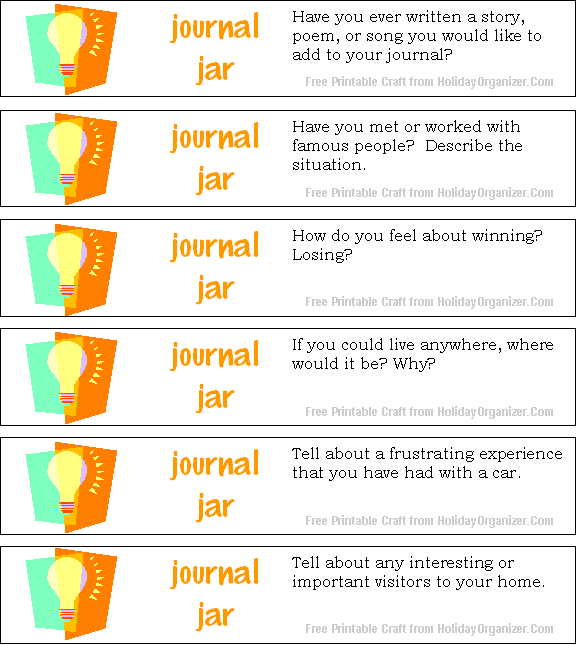 journal
jar
Have you ever written a story,
poem, or song you would like to
add to your journal?
Free Printable Craft from HolidayOrganizer.Com
journal
jar
Have you met or worked with
famous people?  Describe the
situation.
Free Printable Craft from HolidayOrganizer.Com
journal
jar
How do you feel about winning?
Losing?
Free Printable Craft from HolidayOrganizer.Com
journal
jar
If you could live anywhere, where
would it be? Why?
Free Printable Craft from HolidayOrganizer.Com
journal
jar
Tell about a frustrating experience
that you have had with a car.
Free Printable Craft from HolidayOrganizer.Com
journal
jar
Tell about any interesting or
important visitors to your home.
Free Printable Craft from HolidayOrganizer.Com